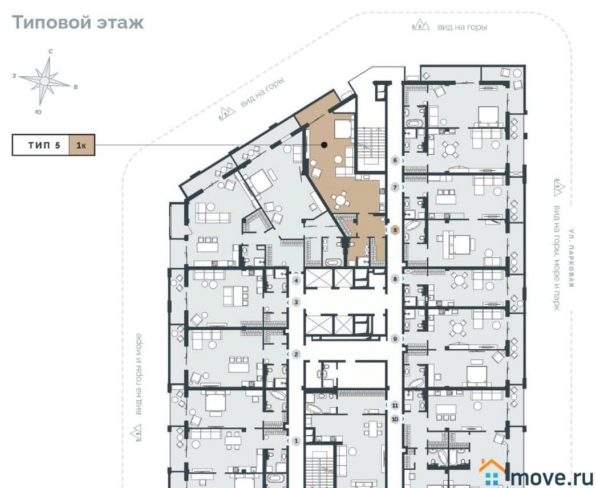 Типовой этаж
вид на горы
С
З
В
Ю
вид на горы
ТИП 5 1к
6
7
5
вид на горы, море и парк
УЛ. ПАРКОВАЯ
4
8
3
9
2
вид на горы и море
11
10
1
move.ru